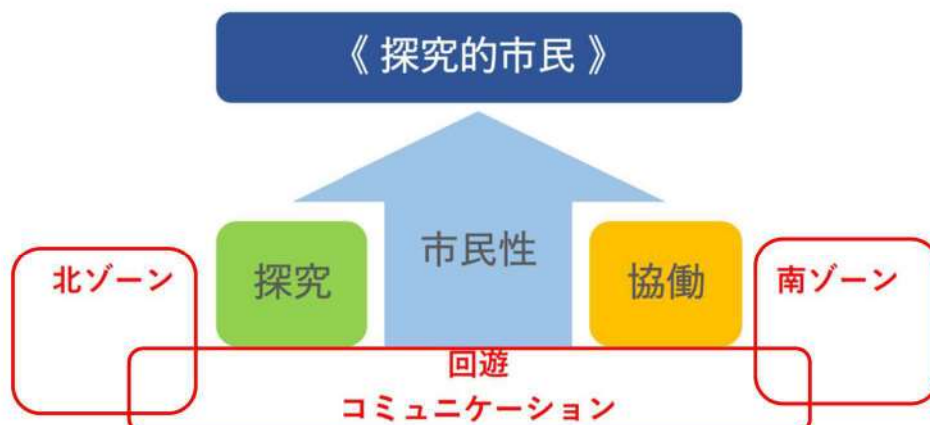 《 探究的市民 》
市民性
北ゾーン
探究
協働
南ゾーン
回遊
コミュニケーション